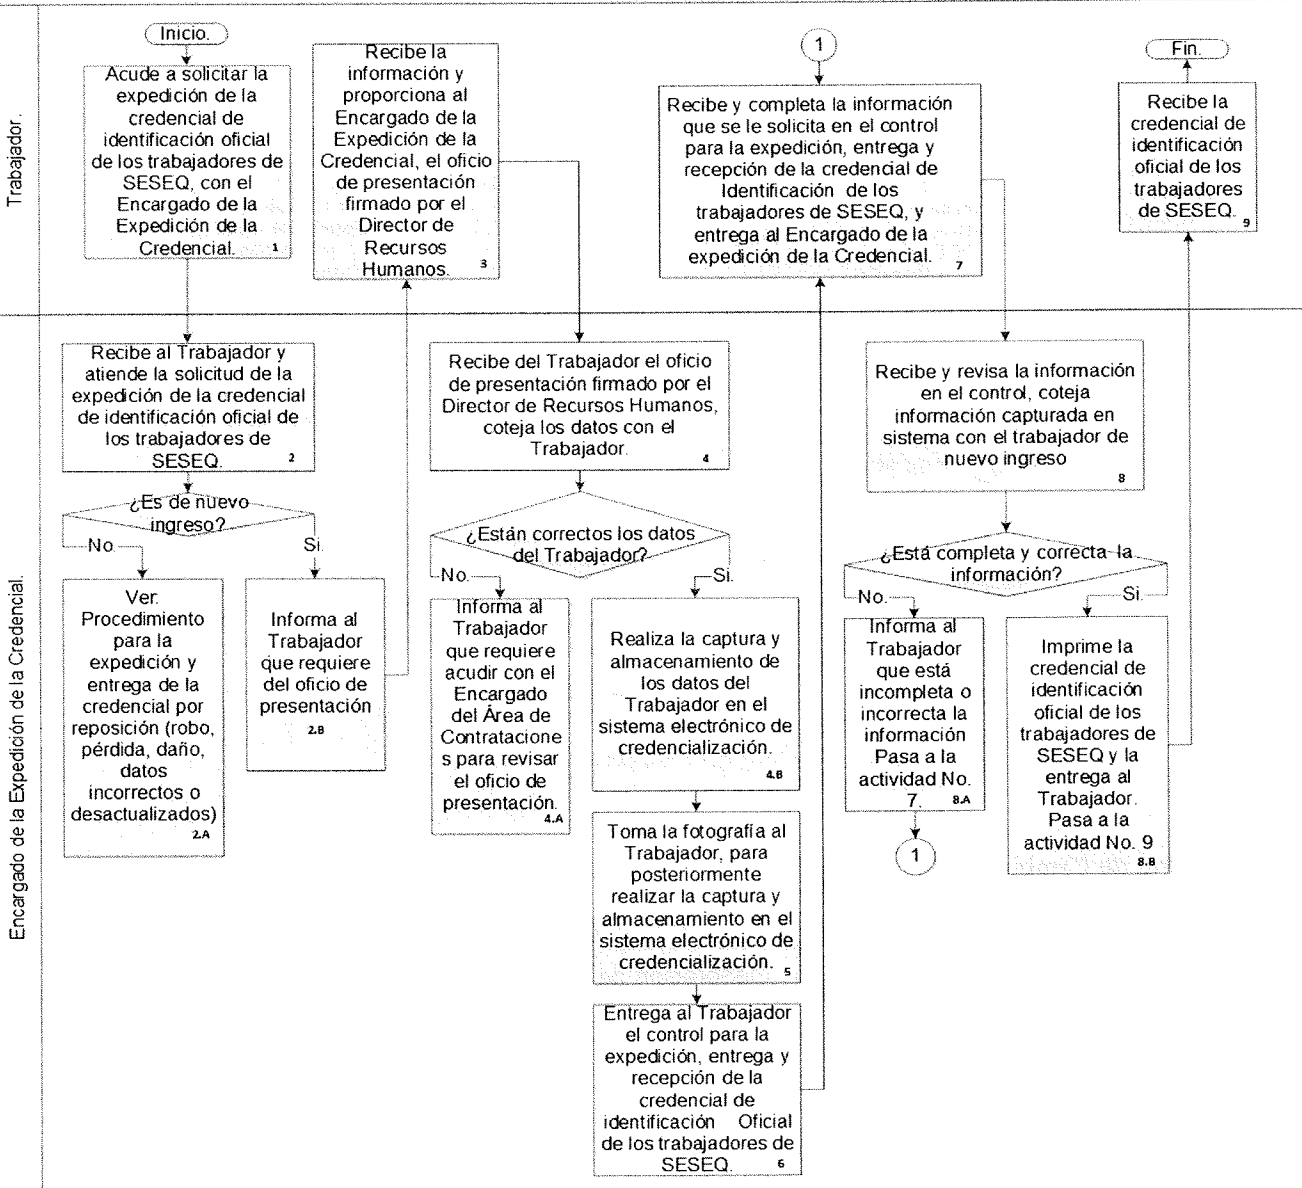 Trabajador.
Inicio.
Acude a solicitar la
expedición de la
credencial de
identificación oficial
de los trabajadores de
SESEQ, con el
Encargado de la
Expedición de la
Credencial.
1
Recibe la
información y
proporciona al
Encargado de la
Expedición de la
Credencial, el oficio
de presentación
firmado por el
Director de
Recursos
Humanos.
3
1
Recibe y completa la información
que se le solicita en el control
para la expedición, entrega y
recepción de la credencial de
Identificación de los
trabajadores de SESEQ, y
entrega al Encargado de la
expedición de la Credencial.
7
Fin.
Recibe la
credencial de
identificación
oficial de los
trabajadores
de SESEQ.
9
Encargado de la Expedición de la Credencial.
Recibe al Trabajador y
atiende la solicitud de la
expedición de la credencial
de identificación oficial de
los trabajadores de
SESEQ.
2
¿Es de nuevo
ingreso?
No.
Si.
Ver.
Procedimiento
para la
expedición y
entrega de la
credencial por
reposición (robo,
pérdida, daño,
datos
incorrectos o
desactualizados)
2.A
Informa al
Trabajador
que requiere
del oficio de
presentación
2.B
Recibe del Trabajador el oficio
de presentación firmado por el
Director de Recursos Humanos,
coteja los datos con el
Trabajador.
4
¿Están correctos los datos
del Trabajador?
No.
Si.
Informa al
Trabajador
que requiere
acudir con el
Encargado
del Área de
Contratacione
s para revisar
el oficio de
presentación.
4.A
Realiza la captura y
almacenamiento de
los datos del
Trabajador en el
sistema electrónico de
credencialización.
4.B
Toma la fotografía al
Trabajador, para
posteriormente
realizar la captura y
almacenamiento en el
sistema electrónico de
credencialización.
5
Entrega al Trabajador
el control para la
expedición, entrega y
recepción de la
credencial de
identificación Oficial
de los trabajadores de
SESEQ.
6
Recibe y revisa la información
en el control, coteja
información capturada en
sistema con el trabajador de
nuevo ingreso
8
¿Está completa y correcta la
información?
No.
Si.
Informa al
Trabajador
que está
incompleta o
incorrecta la
información
Pasa a la
actividad No.
7.
8.A
1
Imprime la
credencial de
identificación
oficial de los
trabajadores de
SESEQ y la
entrega al
Trabajador.
Pasa a la
actividad No. 9
8.B